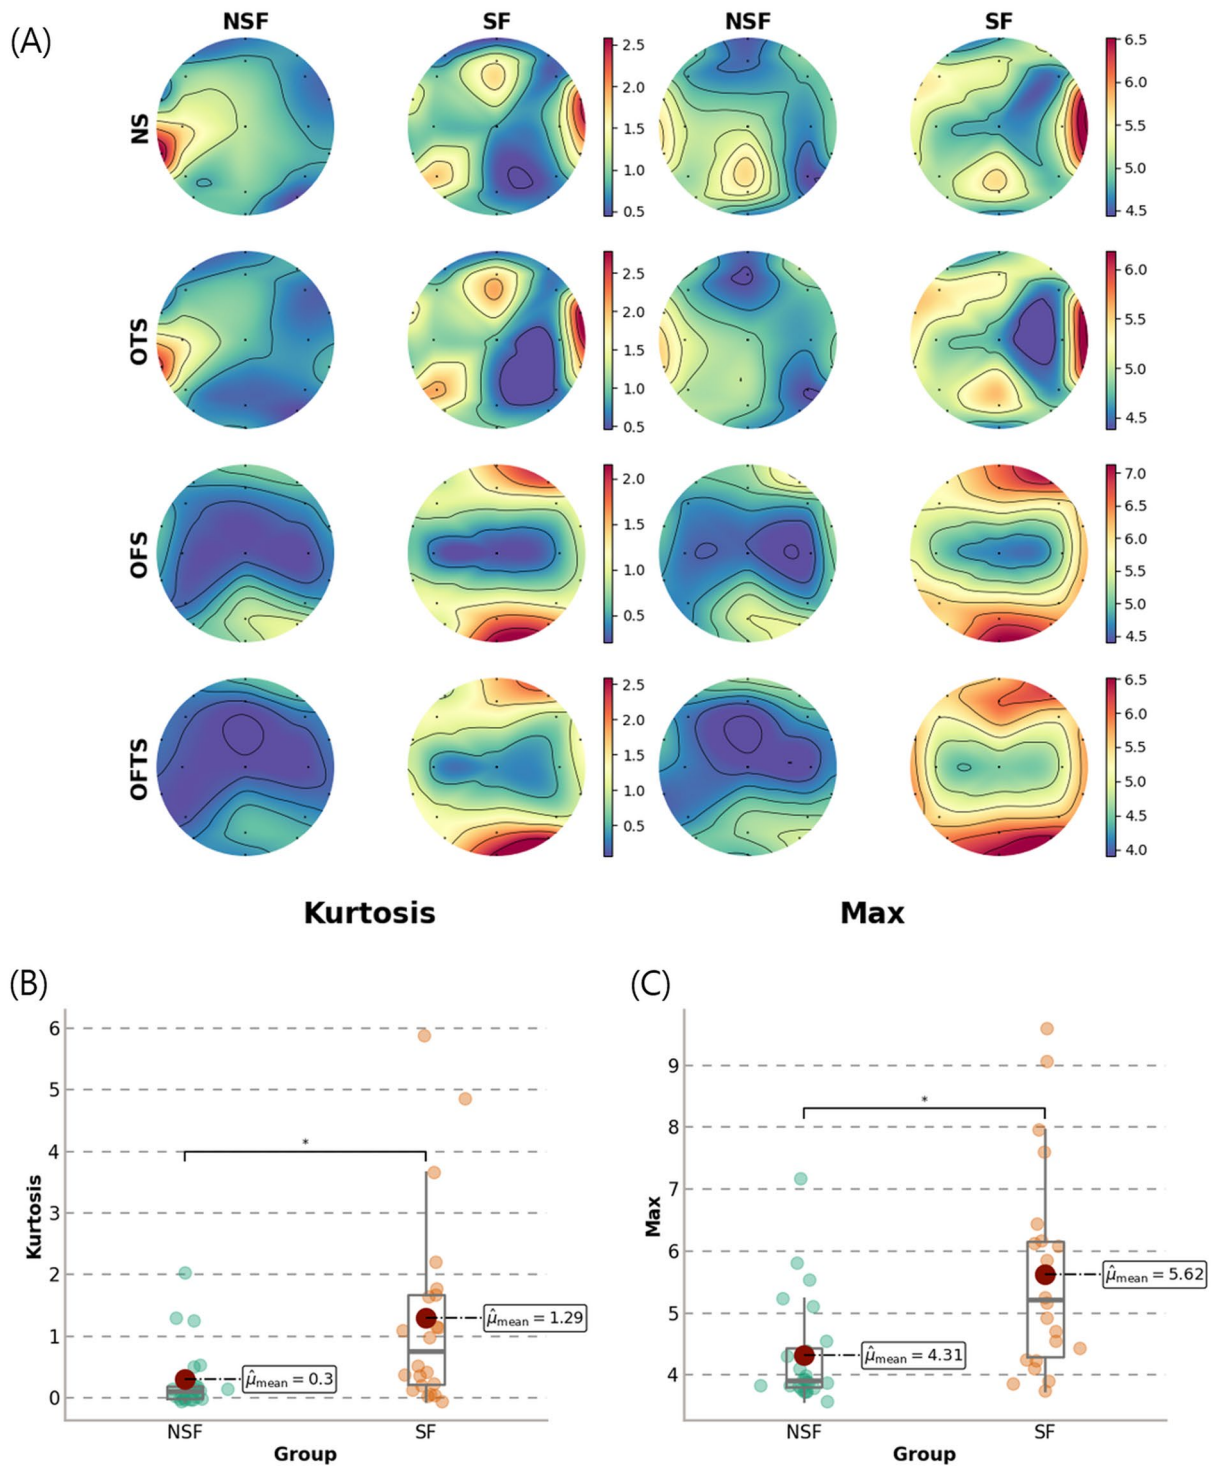 (A)
NSF SF NSF SF
NS
2.5
2.0
1.5
1.0
0.5
6.5
6.0
5.5
5.0
4.5
OTS
2.5
2.0
1.5
1.0
0.5
6.0
5.5
5.0
4.5
OFS
2.0
1.5
1.0
0.5
7.0
6.5
6.0
5.5
5.0
4.5
OFTS
2.5
2.0
1.5
1.0
0.5
6.5
6.0
5.5
5.0
4.5
4.0
Kurtosis Max
(B)
Kurtosis
6
5
4
3
2
1
0
*
μ̂mean = 0.3
μ̂mean = 1.29
NSF SF
Group
(C)
Max
9
8
7
6
5
4
*
μ̂mean = 4.31
μ̂mean = 5.62
NSF SF
Group